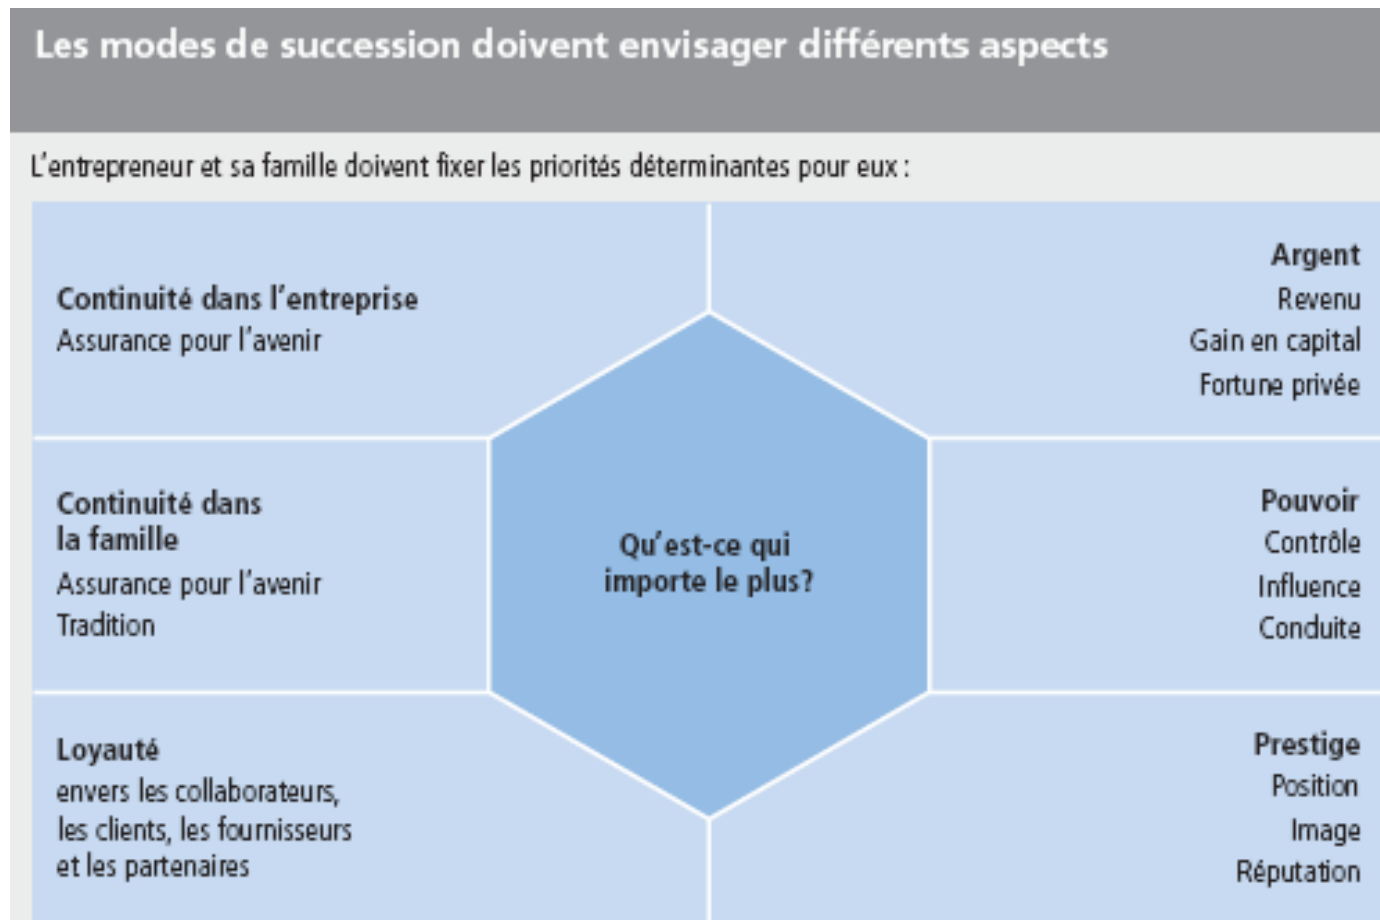 Les modes de succession doivent envisager différents aspects
L'entrepreneur et sa famille doivent fixer les priorités déterminantes pour eux :
Continuité dans l'entreprise
Assurance pour l'avenir
Argent
Revenu
Gain en capital
Fortune privée
Continuité dans
la famille
Assurance pour l'avenir
Tradition
Qu'est-ce qui
importe le plus?
Pouvoir
Contrôle
Influence
Conduite
Loyauté
envers les collaborateurs,
les clients, les fournisseurs
et les partenaires
Prestige
Position
Image
Réputation